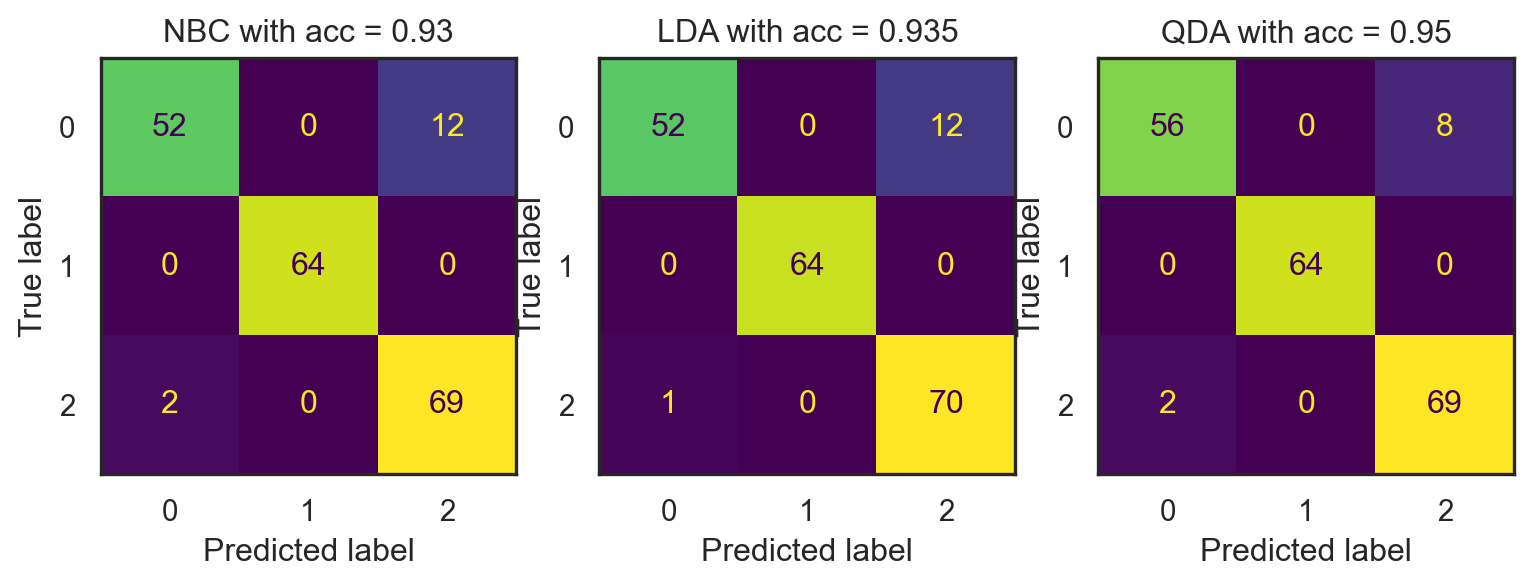 NBC with acc = 0.93
0 52 0 12
1 0 64 0
2 2 0 69
True label
0 1 2
Predicted label
LDA with acc = 0.935
0 52 0 12
1 0 64 0
2 1 0 70
True label
0 1 2
Predicted label
QDA with acc = 0.95
0 56 0 8
1 0 64 0
2 2 0 69
True label
0 1 2
Predicted label